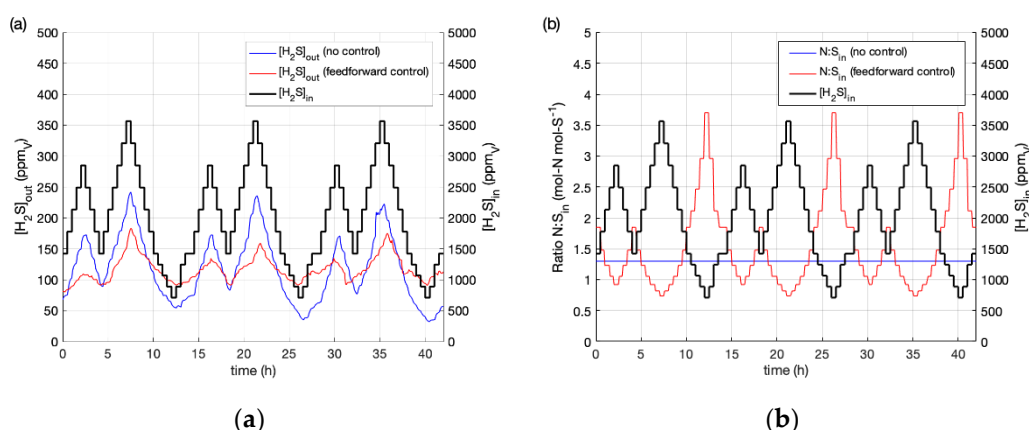 (a)
500
450
400
350
300
250
200
150
100
50
0
[H2S]out (ppmV)
5000
4500
4000
3500
3000
2500
2000
1500
1000
500
0
[H2S]in (ppmV)
[H2S]out (no control)
[H2S]out (feedforward control)
[H2S]in
0 5 10 15 20 25 30 35 40
time (h)
(a)
(b)
5
4.5
4
3.5
3
2.5
2
1.5
1
0.5
0
Ratio N:Sin (mol-N mol-S−1)
5000
4500
4000
3500
3000
2500
2000
1500
1000
500
0
[H2S]in (ppmV)
N:Sin (no control)
N:Sin (feedforward control)
[H2S]in
0 5 10 15 20 25 30 35 40
time (h)
(b)